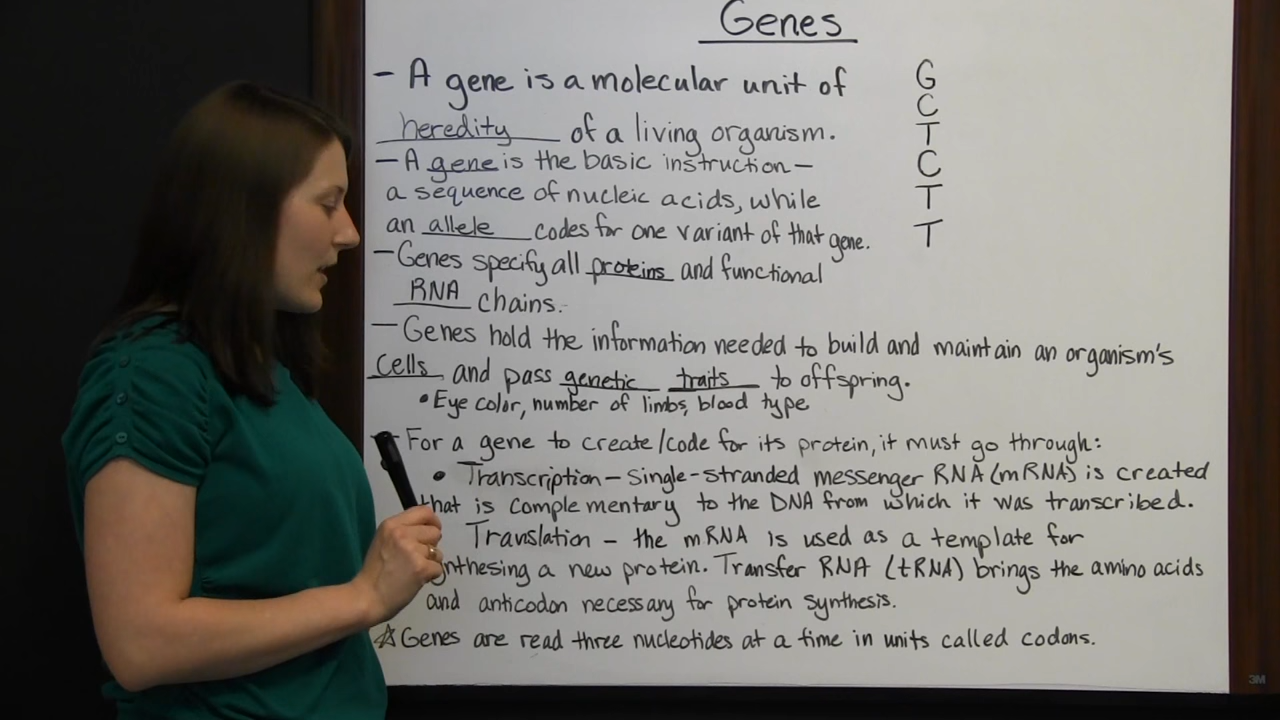 Genes
- A gene is a molecular unit of
heredity of a living organism.
- A gene is the basic instruction –
a sequence of nucleic acids, while
an allele codes for one variant of that gene.
- Genes specify all proteins and functional
RNA chains.
- Genes hold the information needed to build and maintain an organism's
cells and pass genetic traits to offspring.
• Eye color, number of limbs, blood type
- For a gene to create/code for its protein, it must go through:
• Transcription – single-stranded messenger RNA (mRNA) is created
that is complementary to the DNA from which it was transcribed.
Translation – the mRNA is used as a template for
ynthesing a new protein. Transfer RNA (tRNA) brings the amino acids
and anticodon necessary for protein synthesis.
☆ Genes are read three nucleotides at a time in units called codons.
G
C
T
C
T
T
3M